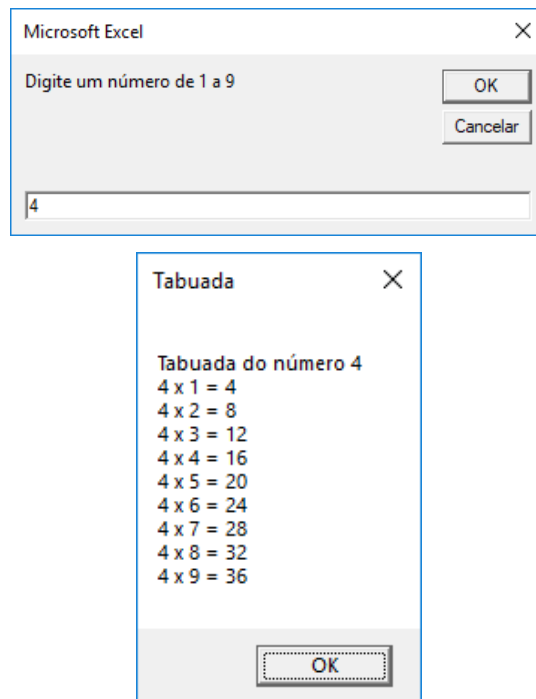 Microsoft Excel
Digite um número de 1 a 9
OK
Cancelar
4
Tabuada
Tabuada do número 4
4 x 1 = 4
4 x 2 = 8
4 x 3 = 12
4 x 4 = 16
4 x 5 = 20
4 x 6 = 24
4 x 7 = 28
4 x 8 = 32
4 x 9 = 36
OK